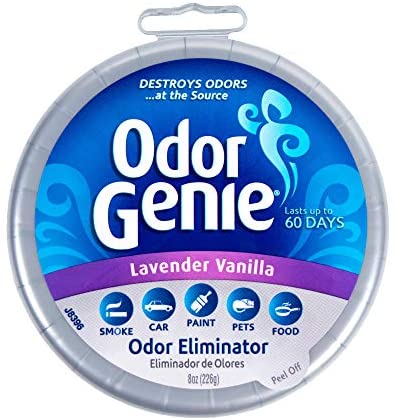 DESTROYS ODORS
...at the Source
Odor
Genie®
Lasts up to
60 DAYS
Lavender Vanilla
SMOKE CAR PAINT PETS FOOD
Odor Eliminator
Eliminador de Olores
8oz (226g)
Peel Off
J8396